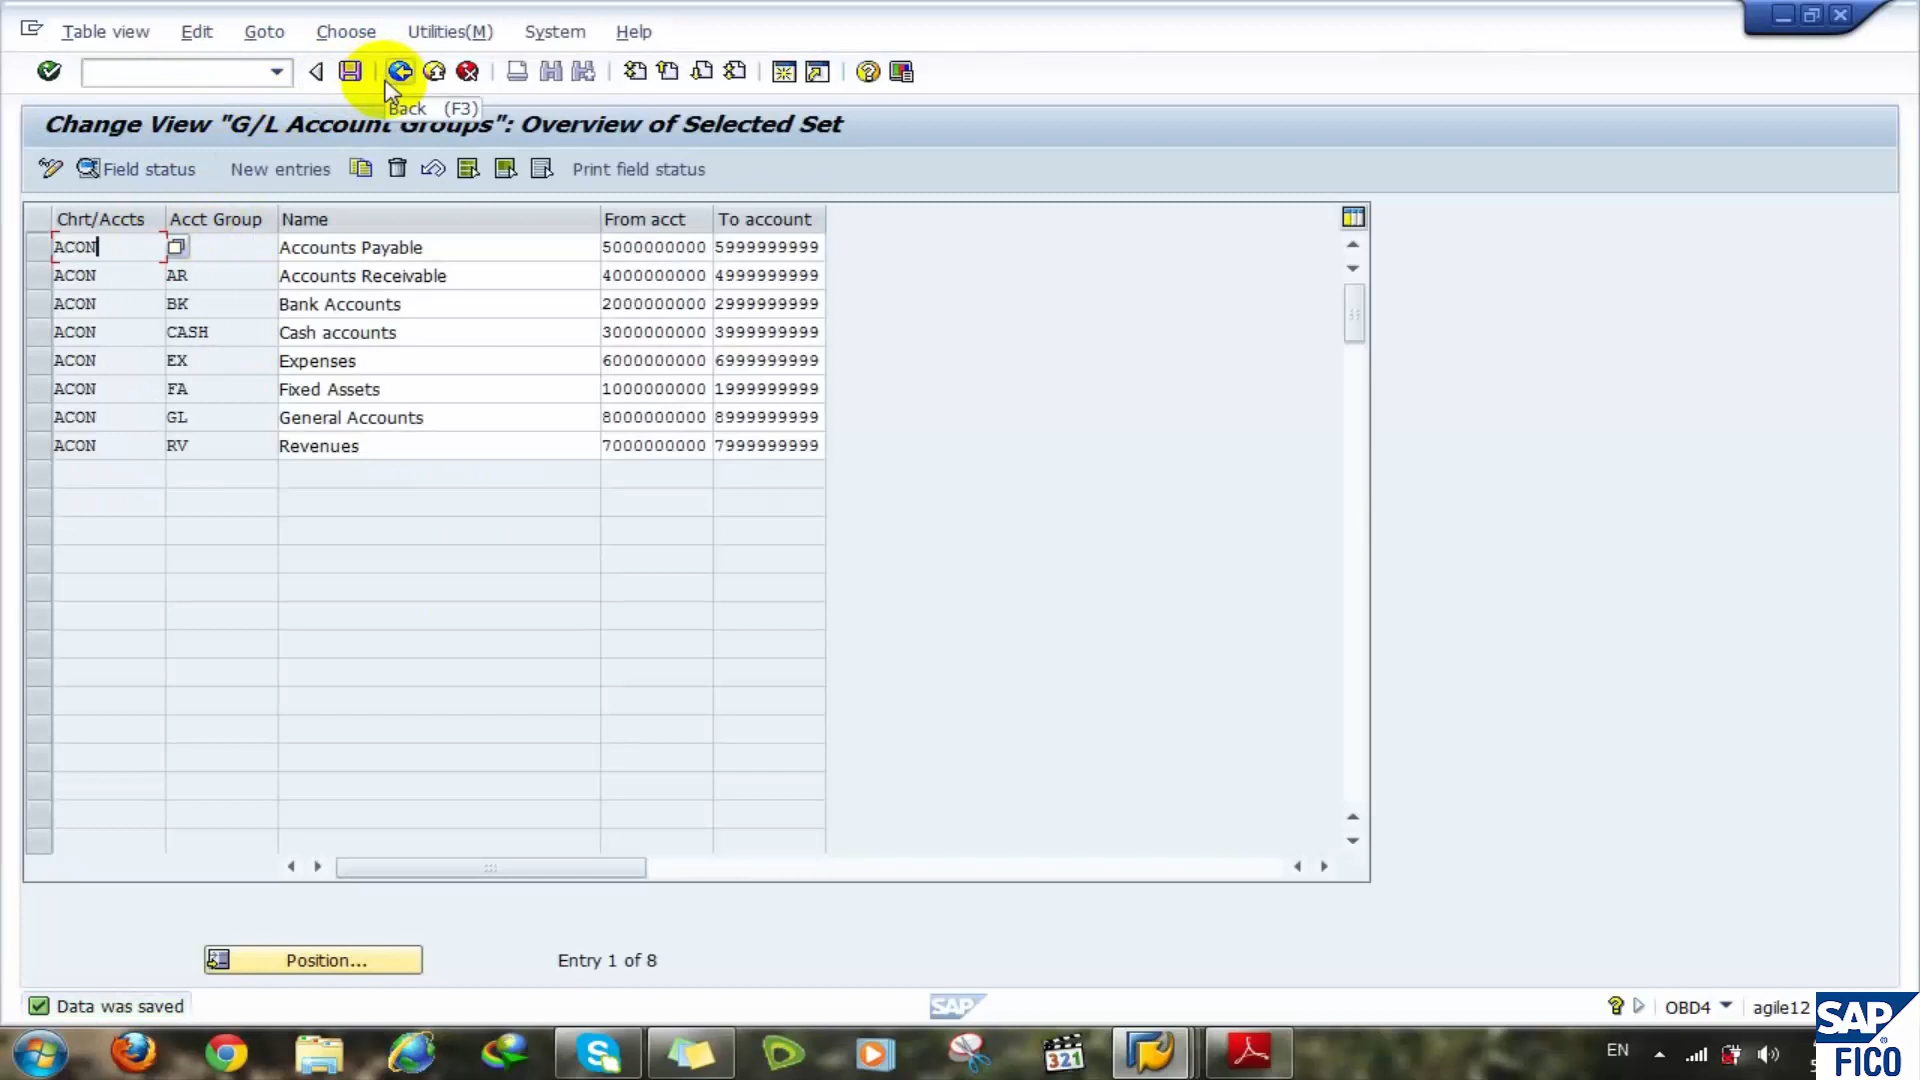 Table view Edit Goto Choose Utilities(M) System Help
Back (F3)
Change View "G/L Account Groups": Overview of Selected Set
Field status New entries Print field status
Chrt/Accts Acct Group Name From acct To account
ACON Accounts Payable 5000000000 5999999999
ACON AR Accounts Receivable 4000000000 4999999999
ACON BK Bank Accounts 2000000000 2999999999
ACON CASH Cash accounts 3000000000 3999999999
ACON EX Expenses 6000000000 6999999999
ACON FA Fixed Assets 1000000000 1999999999
ACON GL General Accounts 8000000000 8999999999
ACON RV Revenues 7000000000 7999999999
Position... Entry 1 of 8
Data was saved SAP OBD4 agile12
SAP
FICO
321 EN